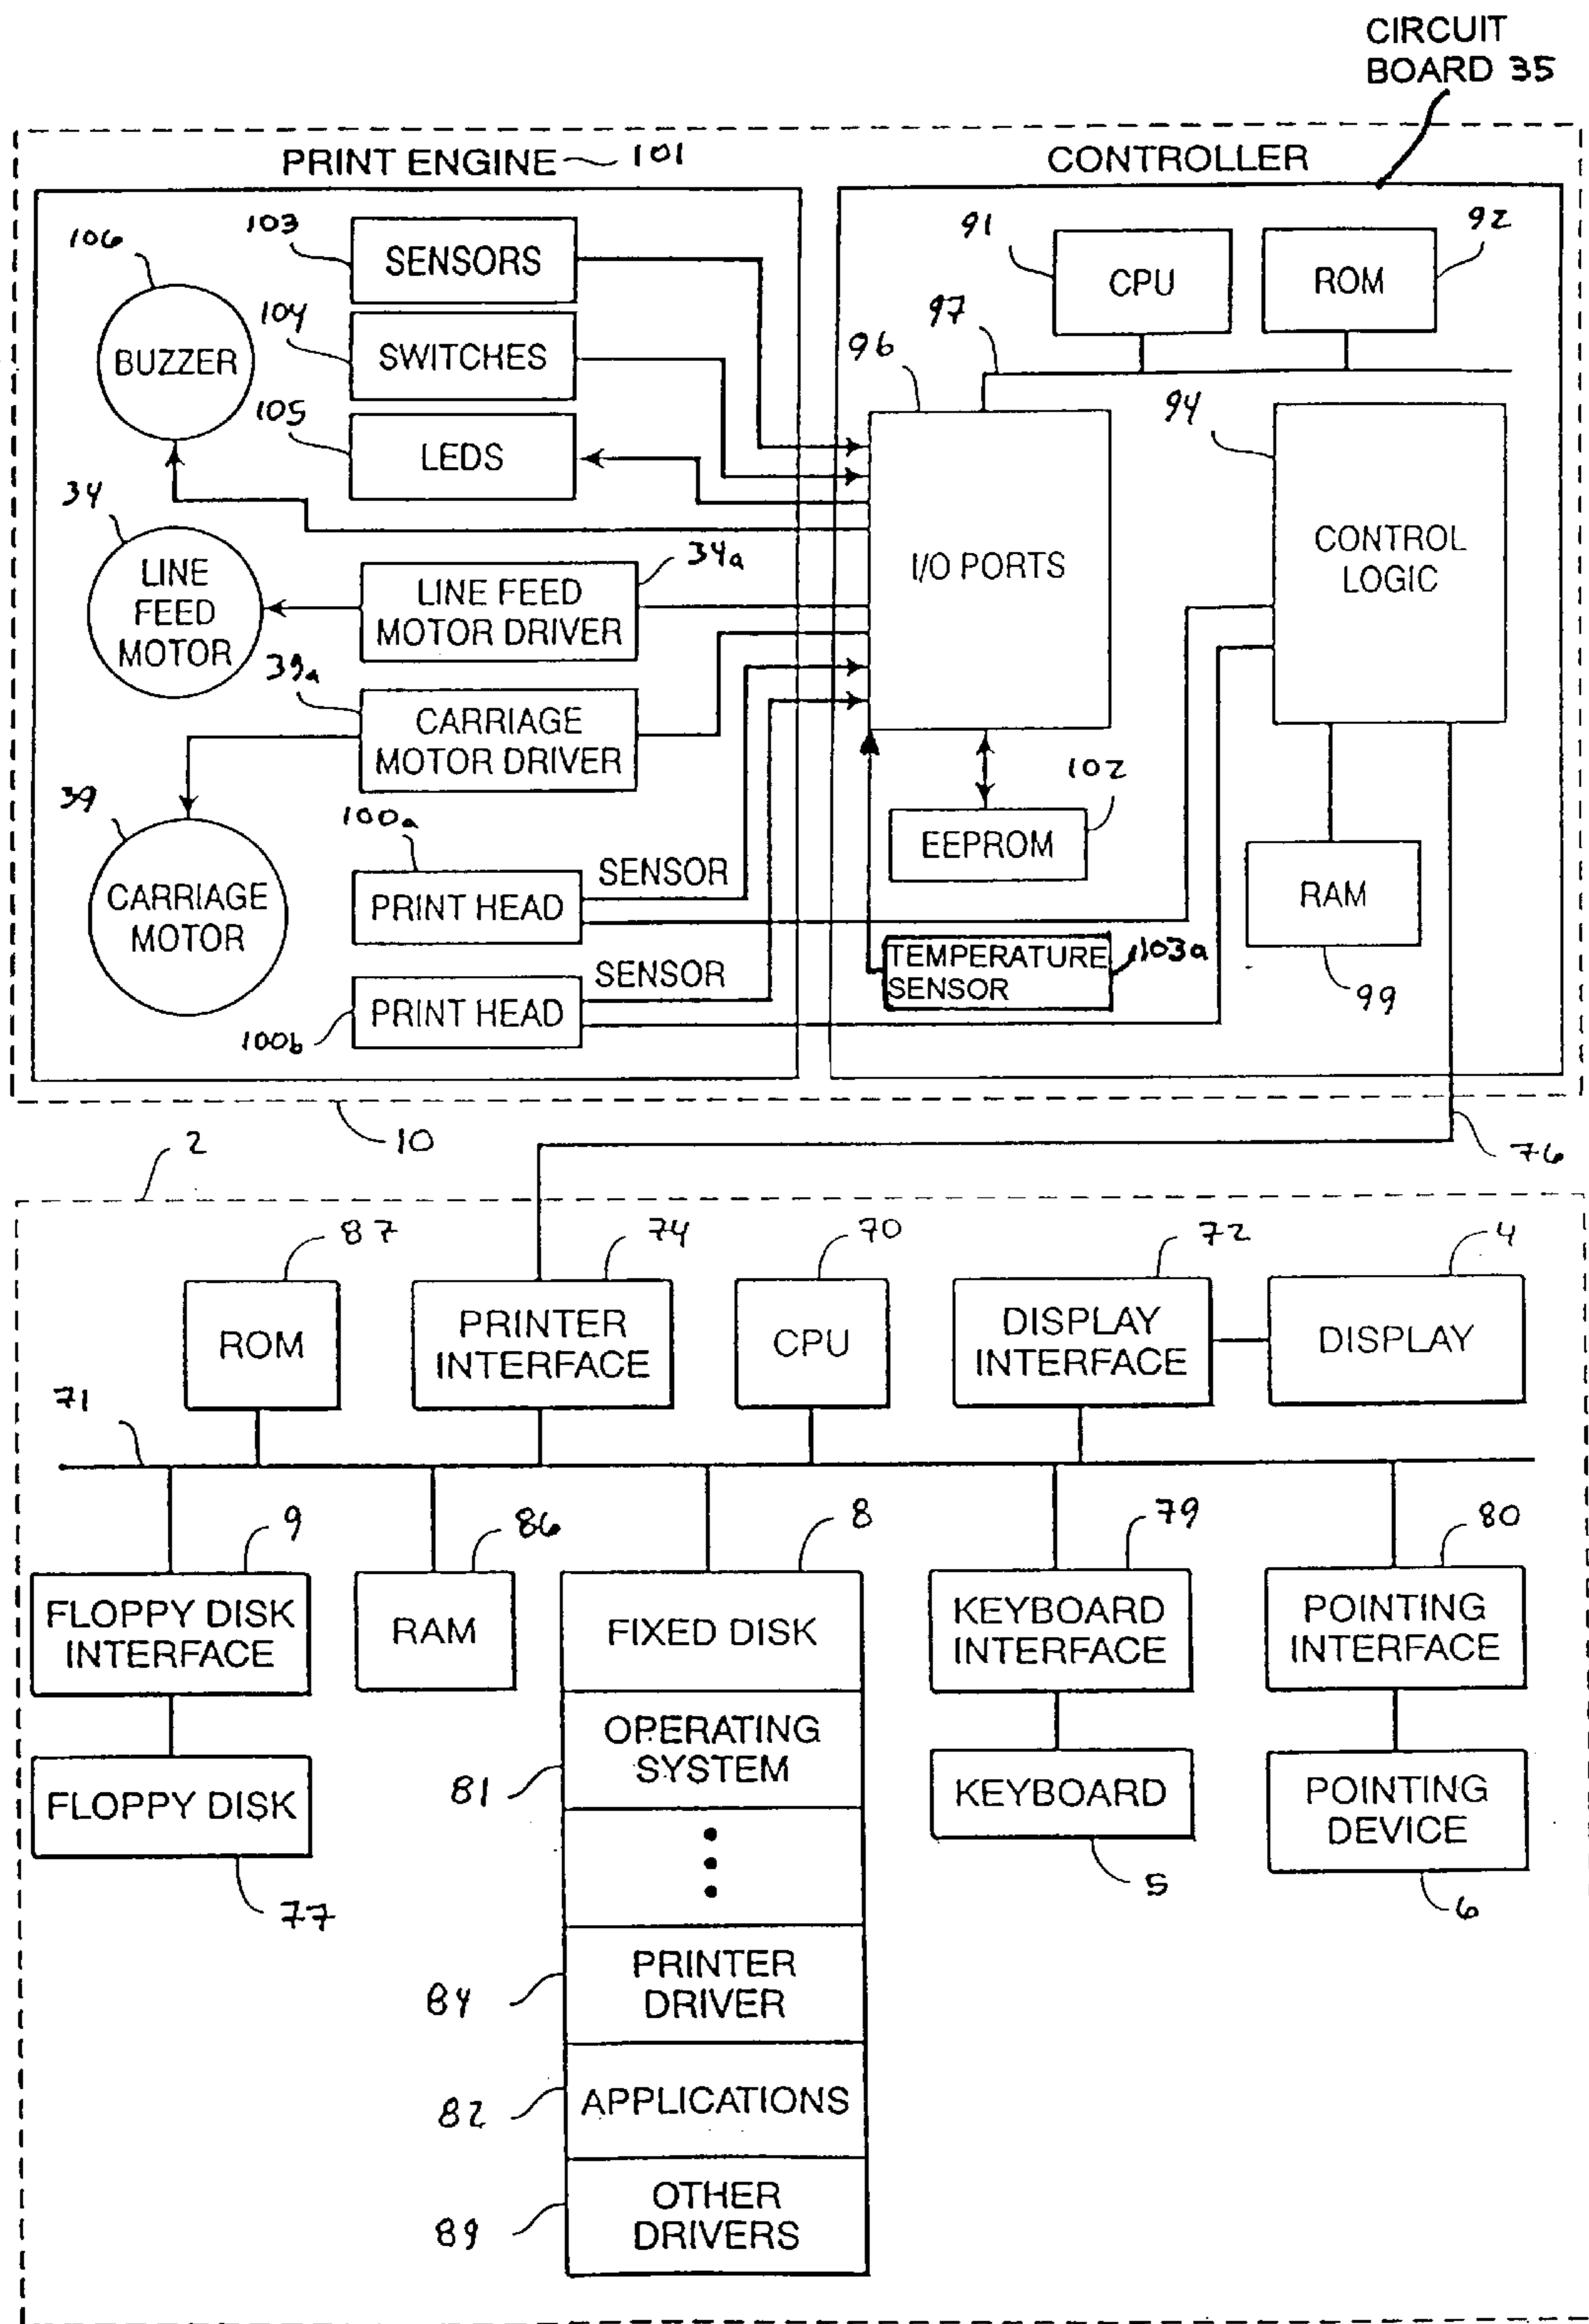 CIRCUIT
BOARD 35
PRINT ENGINE 101
CONTROLLER
106
BUZZER
103
SENSORS
104
SWITCHES
105
LEDS
34
LINE
FEED
MOTOR
34a
LINE FEED
MOTOR DRIVER
39a
CARRIAGE
MOTOR DRIVER
39
CARRIAGE
MOTOR
100a
PRINT HEAD
SENSOR
100b
PRINT HEAD
SENSOR
91
CPU
92
ROM
97
96
I/O PORTS
94
CONTROL
LOGIC
102
EEPROM
RAM
99
TEMPERATURE
SENSOR
103a
10
76
2
87
ROM
74
PRINTER
INTERFACE
70
CPU
72
DISPLAY
INTERFACE
4
DISPLAY
71
9
FLOPPY DISK
INTERFACE
86
RAM
8
FIXED DISK
79
KEYBOARD
INTERFACE
80
POINTING
INTERFACE
FLOPPY DISK
77
81
OPERATING
SYSTEM
KEYBOARD
5
POINTING
DEVICE
6
84
PRINTER
DRIVER
82
APPLICATIONS
89
OTHER
DRIVERS